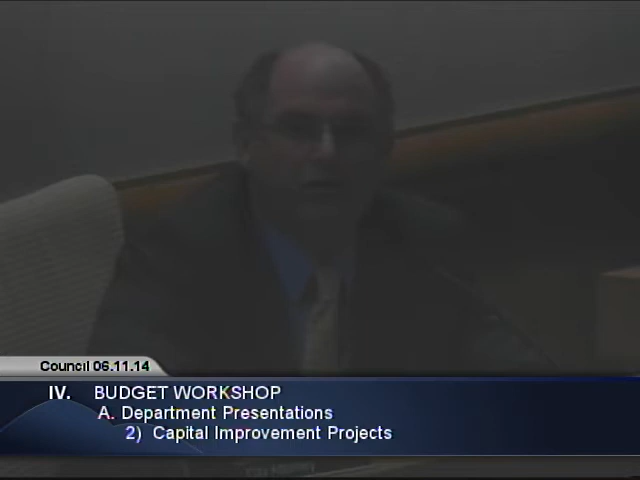 Council 06.11.14
IV. BUDGET WORKSHOP
A. Department Presentations
2) Capital Improvement Projects